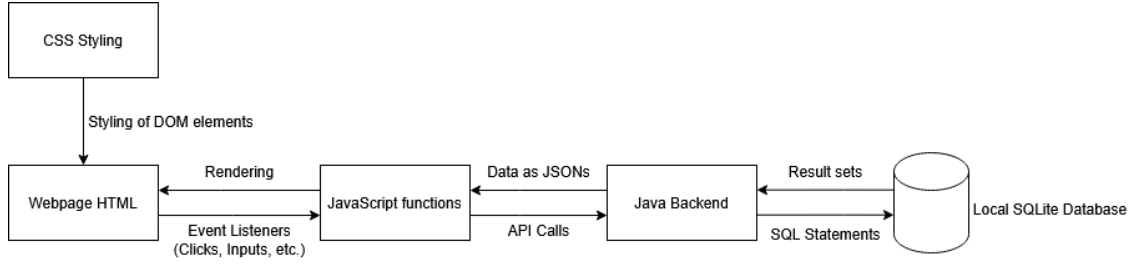 CSS Styling
Styling of DOM elements
Webpage HTML
Rendering
Event Listeners
(Clicks, Inputs, etc.)
JavaScript functions
Data as JSONs
API Calls
Java Backend
Result sets
SQL Statements
Local SQLite Database